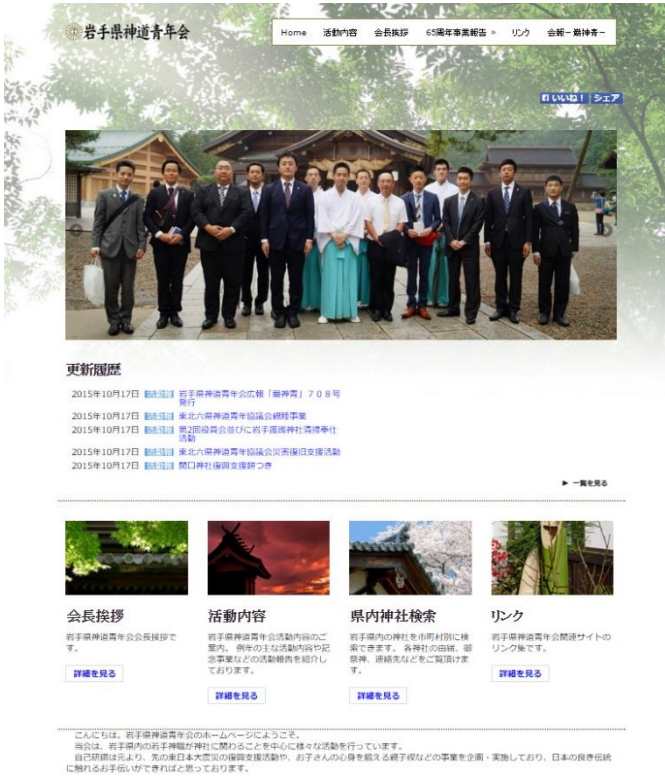 岩手県神道青年会
Home 活動内容 会長挨拶 65周年事業報告 » リンク 会報－巌神青－
いいね！ シェア
更新履歴
2015年10月17日 活動報 岩手県神道青年会広報「巌神青」７０８号
発行
2015年10月17日 活動報 東北六県神道青年協議会親睦事業
2015年10月17日 活動報 第2回役員会並びに岩手護國神社清掃奉仕
活動
2015年10月17日 活動報 東北六県神道青年協議会災害復旧支援活動
2015年10月17日 活動報 関口神社復興支援餅つき
► 一覧を見る
会長挨拶
岩手県神道青年会会長挨拶で
す。
詳細を見る
活動内容
岩手県神道青年会活動内容のご
案内。 例年の主な活動内容や記
念事業などの活動報告を紹介し
ております。
詳細を見る
県内神社検索
岩手県内の神社を市町村別に検
索できます。 各神社の由緒、御
祭神、連絡先などをご覧頂けま
す。
詳細を見る
リンク
岩手県神道青年会関連サイトの
リンク集です。
詳細を見る
こんにちは、岩手県神道青年会のホームページにようこそ。
当会は、岩手県内の若手神職が神社に関わることを中心に様々な活動を行っています。
自己研鑚は元より、先の東日本大震災の復興支援活動や、お子さんの心身を鍛える親子禊などの事業を企画・実施しており、日本の良き伝統
に触れるお手伝いができればと思っております。